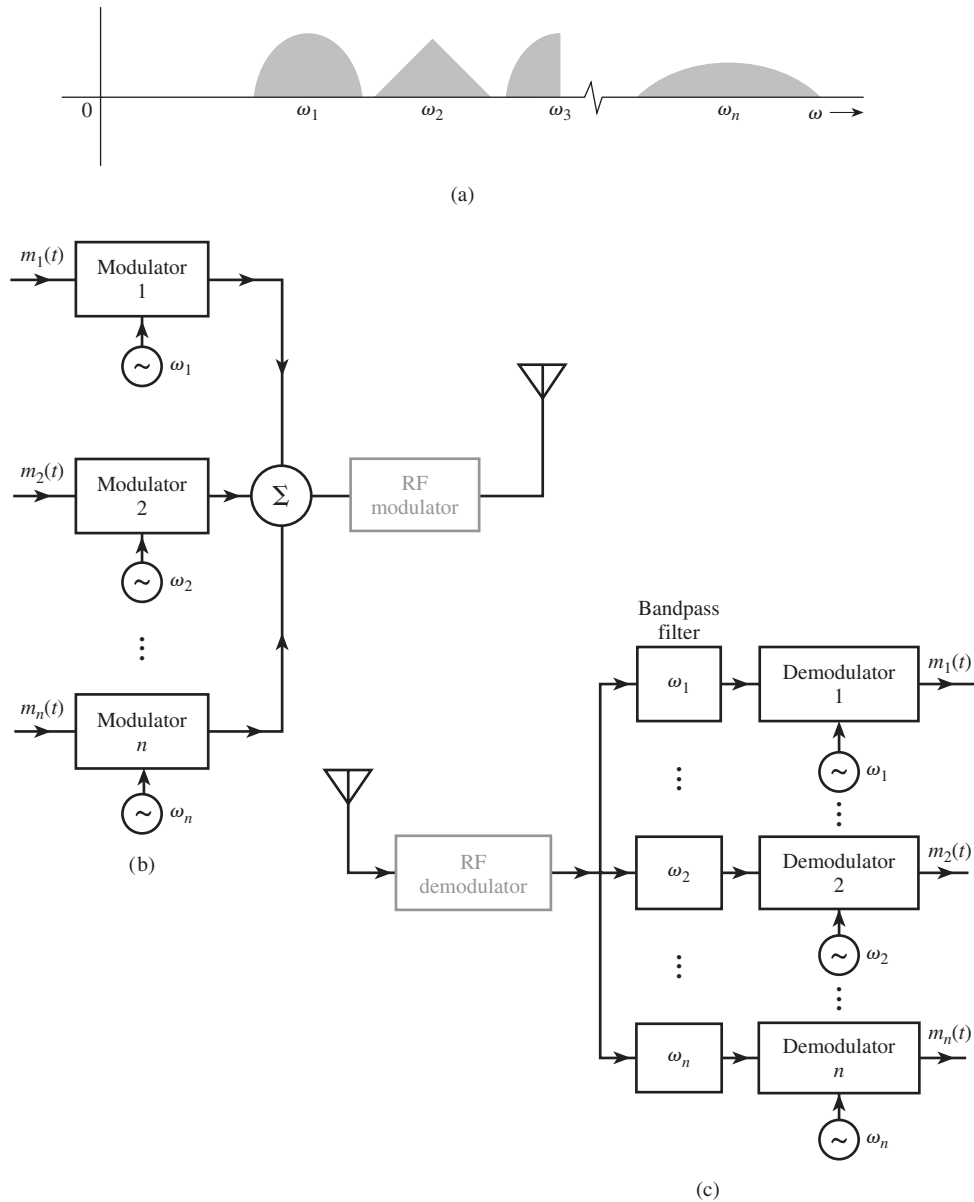 0
ω₁
ω₂
ω₃
ωₙ
ω
(a)
m₁(t)
Modulator
1
ω₁
m₂(t)
Modulator
2
ω₂
mₙ(t)
Modulator
n
ωₙ
Σ
RF
modulator
(b)
RF
demodulator
Bandpass
filter
ω₁
Demodulator
1
m₁(t)
ω₁
ω₂
Demodulator
2
m₂(t)
ω₂
ωₙ
Demodulator
n
mₙ(t)
ωₙ
(c)